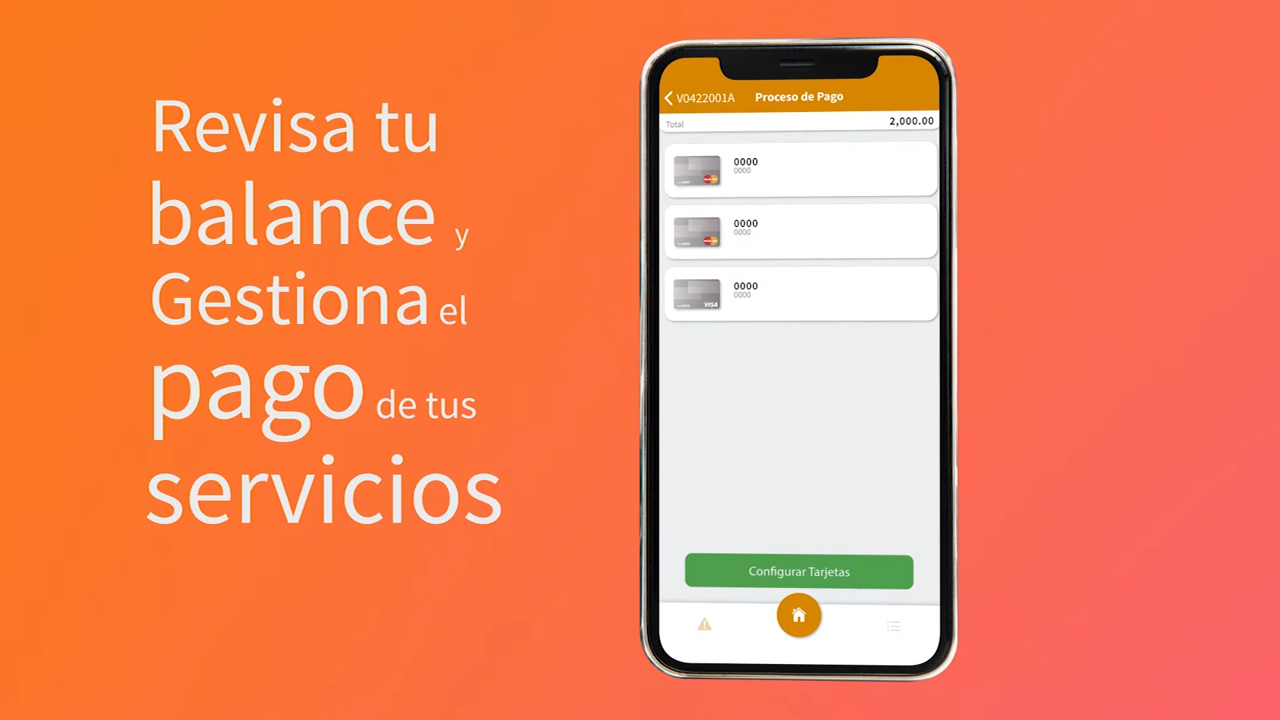 Revisa tu
balance y
Gestiona el
pago de tus
servicios
V0422001A Proceso de Pago
Total 2,000.00
0000
0000
0000
0000
VISA
0000
0000
Configurar Tarjetas